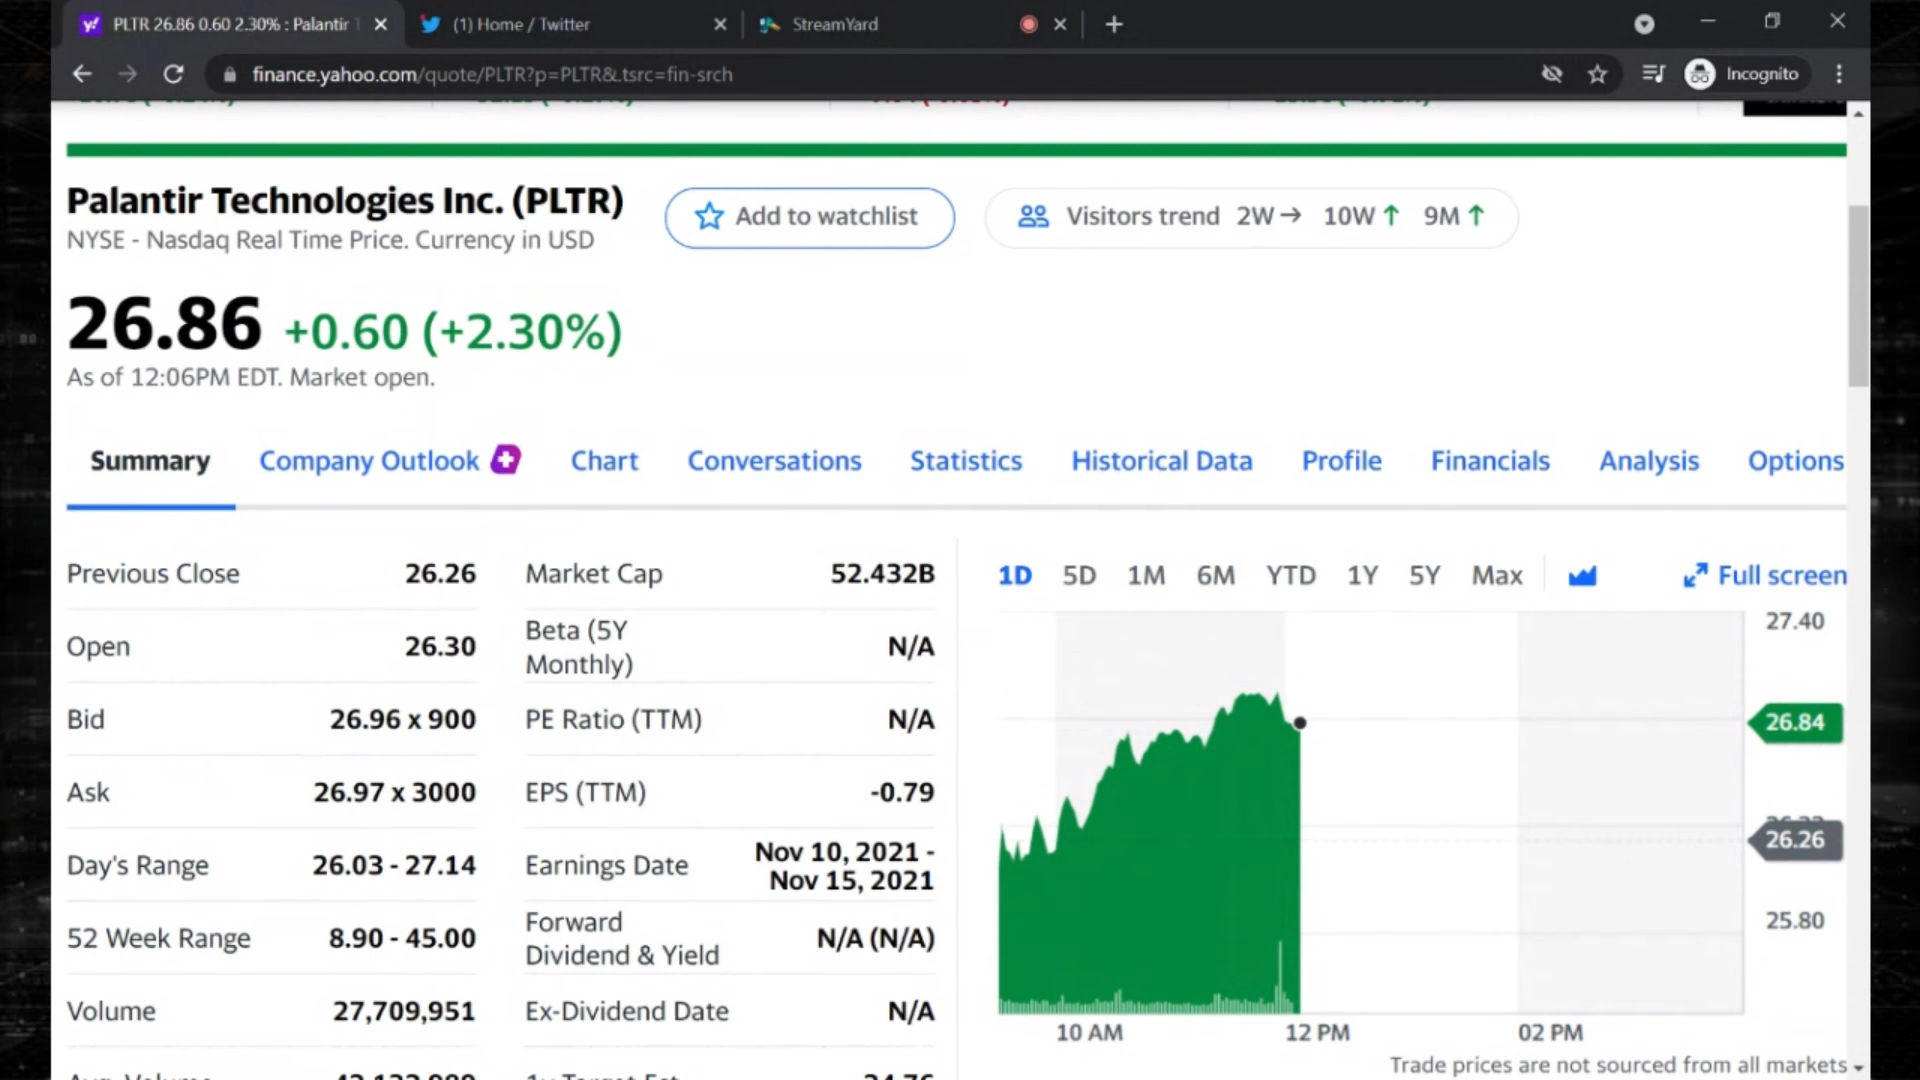 PLTR 26.86 0.60 2.30% : Palantir
(1) Home / Twitter
StreamYard
finance.yahoo.com/quote/PLTR?p=PLTR&.tsrc=fin-srch
Incognito
Palantir Technologies Inc. (PLTR)
NYSE - Nasdaq Real Time Price. Currency in USD
Add to watchlist
Visitors trend 2W→ 10W↑ 9M↑
26.86 +0.60 (+2.30%)
As of 12:06PM EDT. Market open.
Summary Company Outlook Chart Conversations Statistics Historical Data Profile Financials Analysis Options
Previous Close 26.26
Open 26.30
Bid 26.96 x 900
Ask 26.97 x 3000
Day's Range 26.03 - 27.14
52 Week Range 8.90 - 45.00
Volume 27,709,951
Market Cap 52.432B
Beta (5Y
Monthly) N/A
PE Ratio (TTM) N/A
EPS (TTM) -0.79
Earnings Date Nov 10, 2021 -
Nov 15, 2021
Forward
Dividend & Yield N/A (N/A)
Ex-Dividend Date N/A
1D 5D 1M 6M YTD 1Y 5Y Max Full screen
27.40
26.84
26.26
25.80
10 AM 12 PM 02 PM
Trade prices are not sourced from all markets